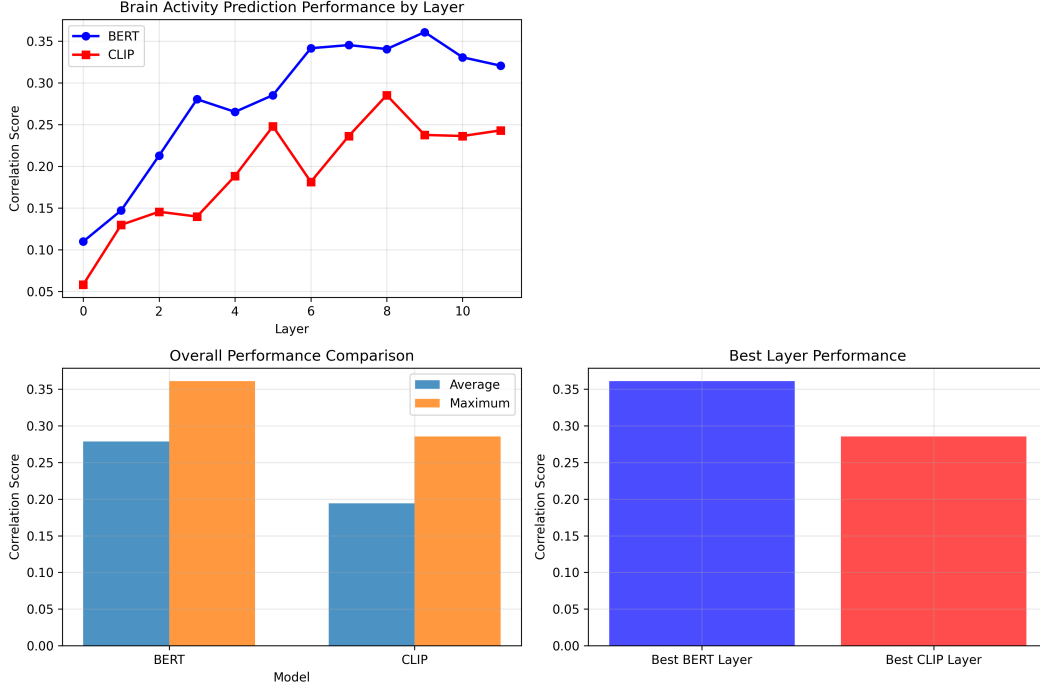 Brain Activity Prediction Performance by Layer
BERT
CLIP
Correlation Score
0.35
0.30
0.25
0.20
0.15
0.10
0.05
0 2 4 6 8 10
Layer
Overall Performance Comparison
Average
Maximum
Correlation Score
0.35
0.30
0.25
0.20
0.15
0.10
0.05
0.00
BERT CLIP
Model
Best Layer Performance
Correlation Score
0.35
0.30
0.25
0.20
0.15
0.10
0.05
0.00
Best BERT Layer Best CLIP Layer